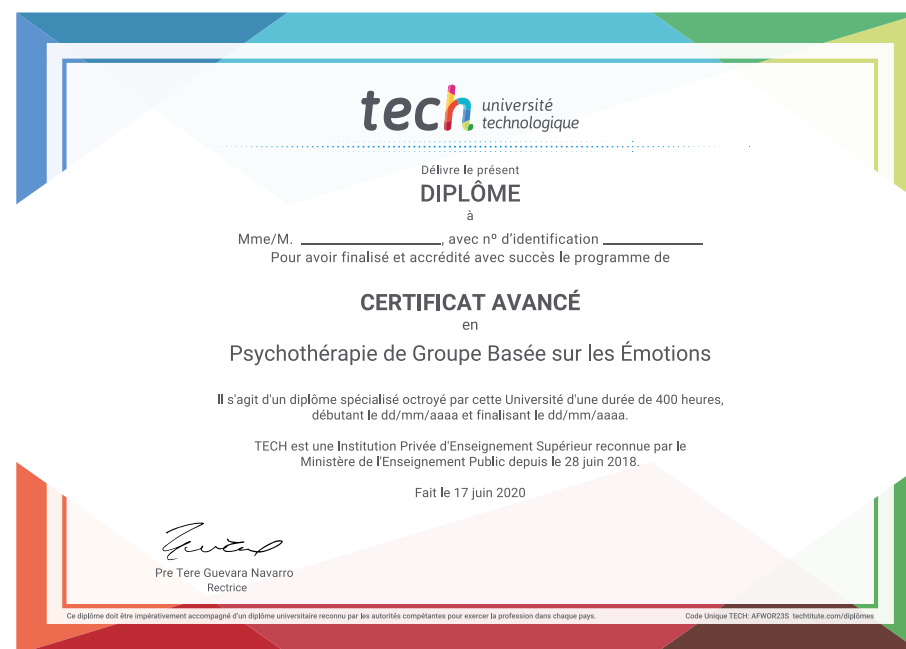 tech université
technologique
Délivre le présent
DIPLÔME
à
Mme/M. ____________________, avec nº d'identification ______________
Pour avoir finalisé et accrédité avec succès le programme de
CERTIFICAT AVANCÉ
en
Psychothérapie de Groupe Basée sur les Émotions
Il s'agit d'un diplôme spécialisé octroyé par cette Université d'une durée de 400 heures,
débutant le dd/mm/aaaa et finalisant le dd/mm/aaaa.
TECH est une Institution Privée d'Enseignement Supérieur reconnue par le
Ministère de l'Enseignement Public depuis le 28 juin 2018.
Fait le 17 juin 2020
Pre Tere Guevara Navarro
Rectrice
Ce diplôme doit être impérativement accompagné d'un diplôme universitaire reconnu par les autorités compétantes pour exercer la profession dans chaque pays.
Code Unique TECH: AFWOR23S techtitute.com/diplômes